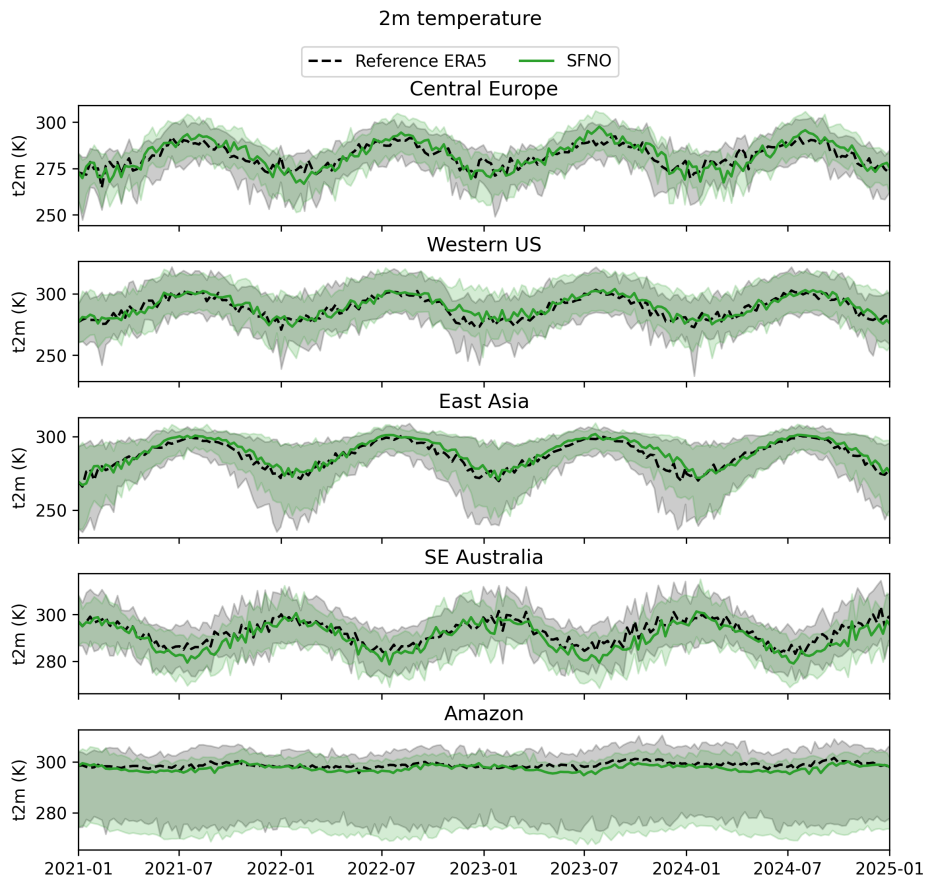 2m temperature
Reference ERA5 SFNO
Central Europe
t2m (K)
300
275
250
Western US
t2m (K)
300
250
East Asia
t2m (K)
300
250
SE Australia
t2m (K)
300
280
Amazon
t2m (K)
300
280
2021-01 2021-07 2022-01 2022-07 2023-01 2023-07 2024-01 2024-07 2025-01